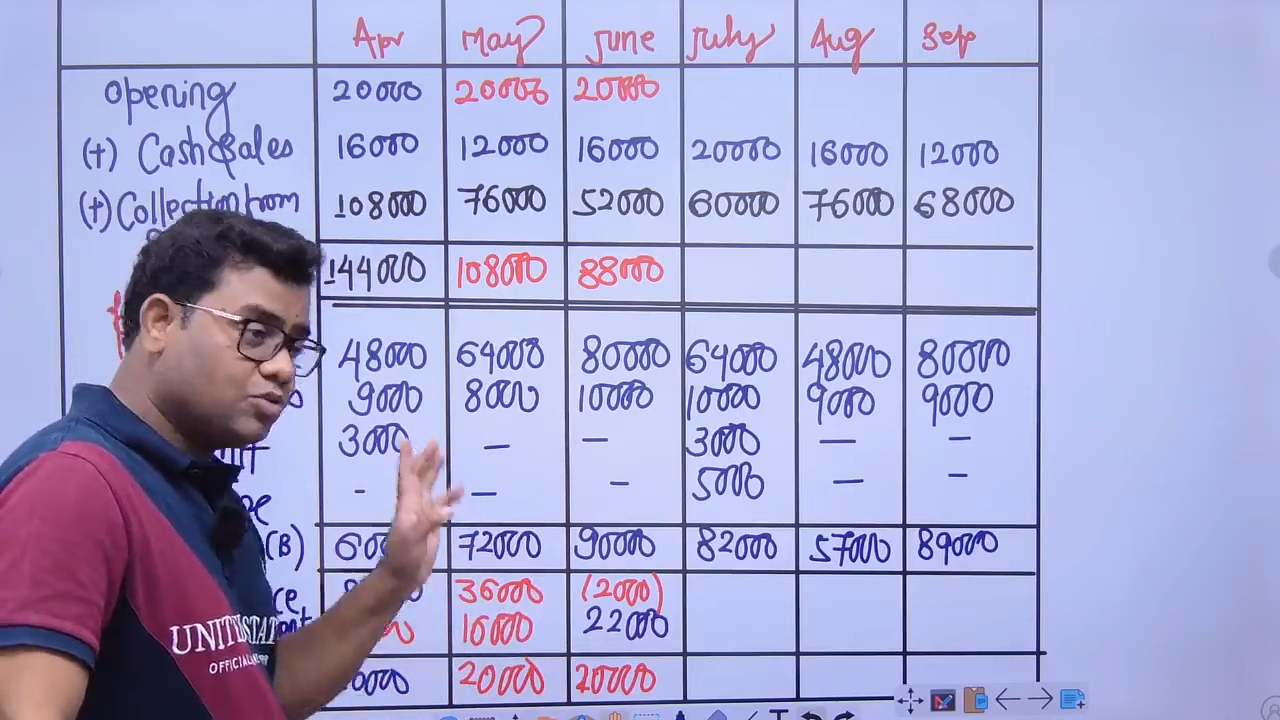 Apr May June July Aug Sep
opening 20000 20000 20000
(+) Cash Sales 16000 12000 16000 20000 16000 12000
(+) Collection from 108000 76000 52000 60000 76000 68000
144000 108000 88000
48000 64000 80000 64000 48000 80000
9000 8000 10000 10000 9000 9000
3000 — — 3000 — —
- — — 5000 — —
(B) 72000 90000 82000 57000 89000
36000 (2000)
16000 22000
20000 20000
UNITED STAT
OFFICIAL